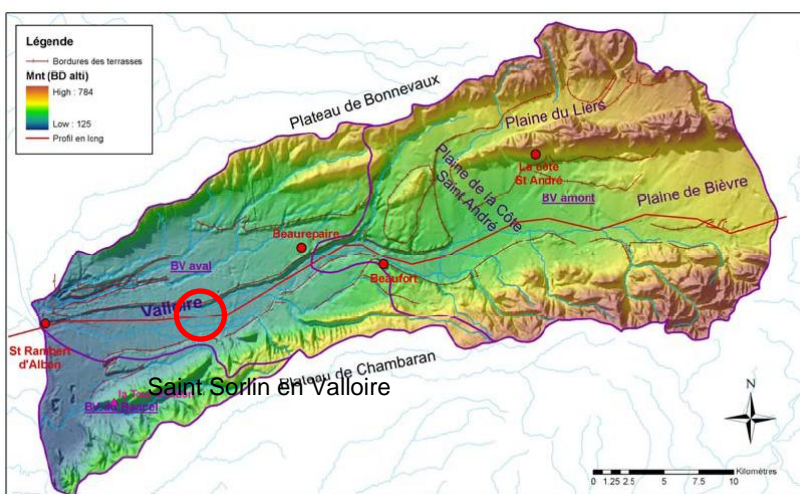 Légende
Bordures des terrasses
Mnt (BD alti)
High : 784
Low : 125
Profil en long
Plateau de Bonnevaux
Plaine du Liers
La côte
St André
Plaine de la Côte
Saint André
Plaine de Bièvre
BV amont
Beaurepaire
BV aval
Beaufort
Valloire
St Rambert
d'Albon
Plateau de Chambaran
Saint Sorlin en Valloire
N
0 1.25 2.5 5 7.5 10
Kilomètres